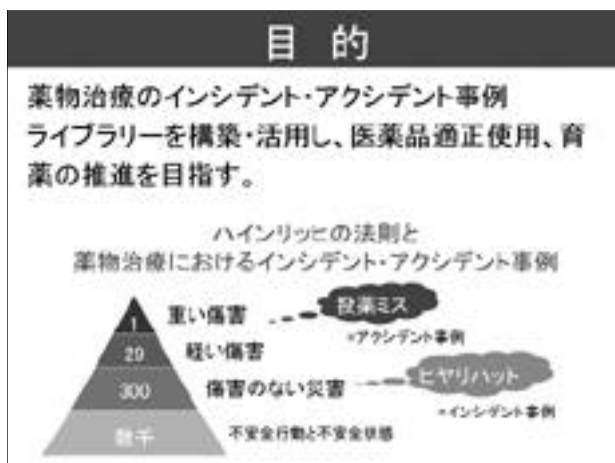 目 的
薬物治療のインシデント・アクシデント事例
ライブラリーを構築・活用し、医薬品適正使用、育
薬の推進を目指す。
ハインリッヒの法則と
薬物治療におけるインシデント・アクシデント事例
1 重い傷害 投薬ミス
=アクシデント事例
29 軽い傷害
300 傷害のない災害 ヒヤリハット
=インシデント事例
数千 不安全行動と不安全状態